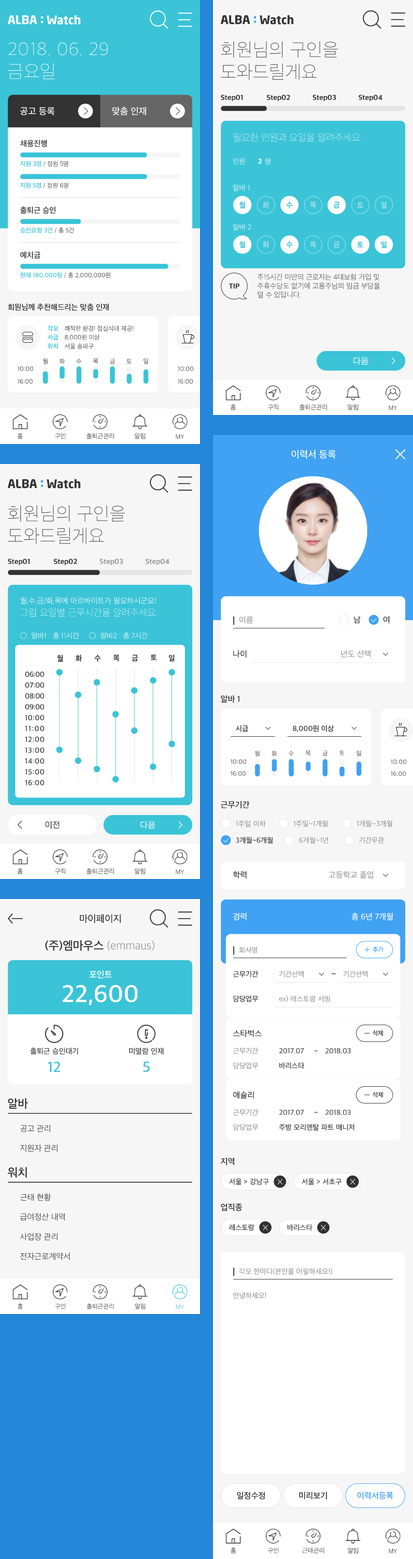 ALBA : Watch
2018. 06. 29
금요일
공고 등록
맞춤 인재
채용진행
지원 3명 / 정원 5명
지원 5명 / 정원 6명
출퇴근 승인
승인요청 3건 / 총 5건
예치금
현재 180,000원 / 총 2,000,000원
회원님께 추천해드리는 맞춤 인재
각오 쾌적한 환경! 점심식대 제공!
시급 8,000원 이상
위치 서울 송파구
월 화 수 목 금 토 일
10:00
16:00
홈 구인 출퇴근관리 알림 MY
ALBA : Watch
회원님의 구인을
도와드릴게요
Step01 Step02 Step03 Step04
월,수,금/화,목에 아르바이트가 필요하시군요!
그럼 요일별 근무시간을 알려주세요.
알바1 : 총 11시간 알바2 : 총 7시간
월 화 수 목 금 토 일
06:00
07:00
08:00
09:00
10:00
11:00
12:00
13:00
14:00
15:00
16:00
이전
다음
홈 구직 출퇴근관리 알림 MY
마이페이지
(주)엠마우스 (emmaus)
포인트
22,600
출퇴근 승인대기
12
미열람 인재
5
알바
공고 관리
지원자 관리
워치
근태 현황
급여정산 내역
사업장 관리
전자근로계약서
홈 구인 출퇴근관리 알림 MY
ALBA : Watch
회원님의 구인을
도와드릴게요
Step01 Step02 Step03 Step04
필요한 인원과 요일을 알려주세요.
인원 2 명
알바 1
월 화 수 목 금 토 일
알바 2
월 화 수 목 금 토 일
TIP
주15시간 미만의 근로자는 4대보험 가입 및
주휴수당도 없기에 고용주님의 임금 부담을
덜 수 있답니다.
다음
홈 구직 출퇴근관리 알림 MY
이력서 등록
이름
남 여
나이
년도 선택
알바 1
시급 8,000원 이상
월 화 수 목 금 토 일
10:00
16:00
근무기간
1주일 이하 1주일~1개월 1개월~3개월
3개월~6개월 6개월~1년 기간무관
학력
고등학교 졸업
경력
총 6년 7개월
회사명
+ 추가
근무기간 기간선택 ~ 기간선택
담당업무 ex) 레스토랑 서빙
스타벅스
− 삭제
근무기간 2017.07 ~ 2018.03
담당업무 바리스타
애슐리
− 삭제
근무기간 2017.07 ~ 2018.03
담당업무 주방 오리엔탈 파트 매니저
지역
서울 > 강남구 서울 > 서초구
업직종
레스토랑 바리스타
각오 한마디(본인을 어필하세요!)
안녕하세요!
일정수정 미리보기 이력서등록
홈 구인 근태관리 알림 MY